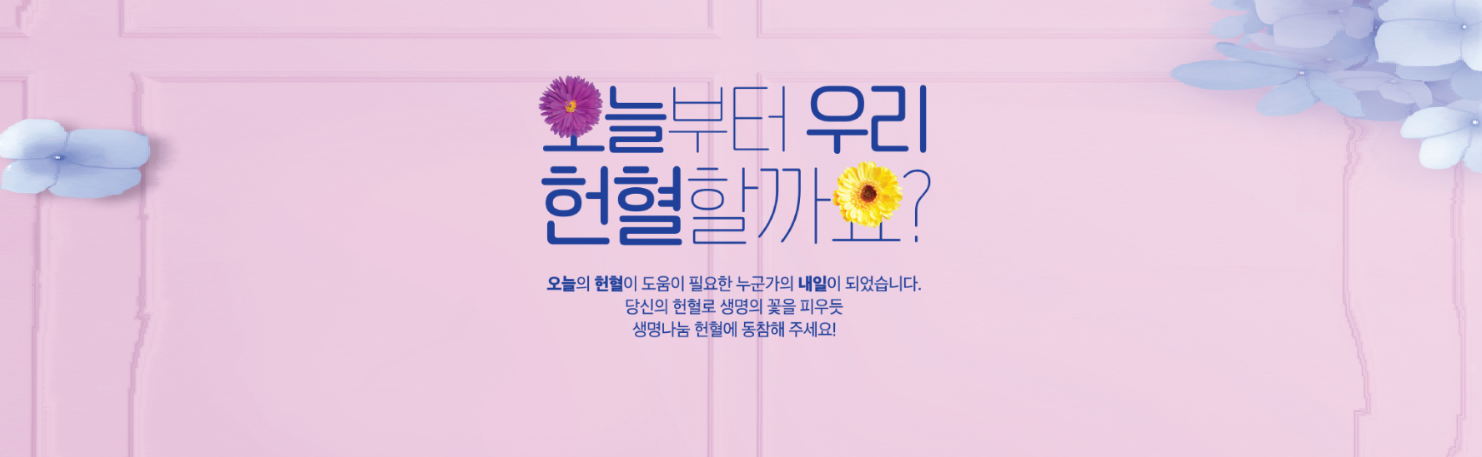 오늘부터 우리
헌혈할까요?
오늘의 헌혈이 도움이 필요한 누군가의 내일이 되었습니다.
당신의 헌혈로 생명의 꽃을 피우듯
생명나눔 헌혈에 동참해 주세요!